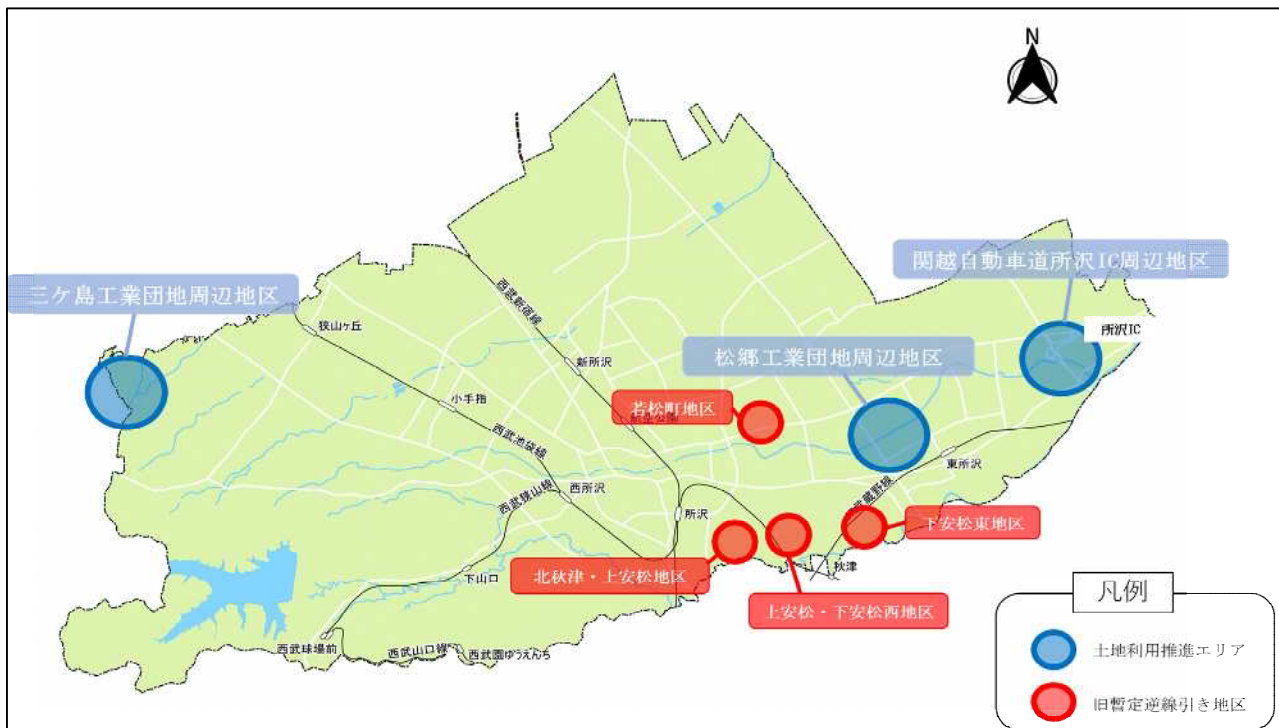 N
関越自動車道所沢IC周辺地区
三ケ島工業団地周辺地区
西武新宿線
狭山ヶ丘
所沢IC
松郷工業団地周辺地区
新所沢
小手指
若松町地区
西武池袋線
東所沢
西武狭山線
西所沢
所沢
下安松東地区
秋津
北秋津・上安松地区
下山口
上安松・下安松西地区
西武球場前
西武山口線
西武園ゆうえんち
凡例
土地利用推進エリア
旧暫定逆線引き地区